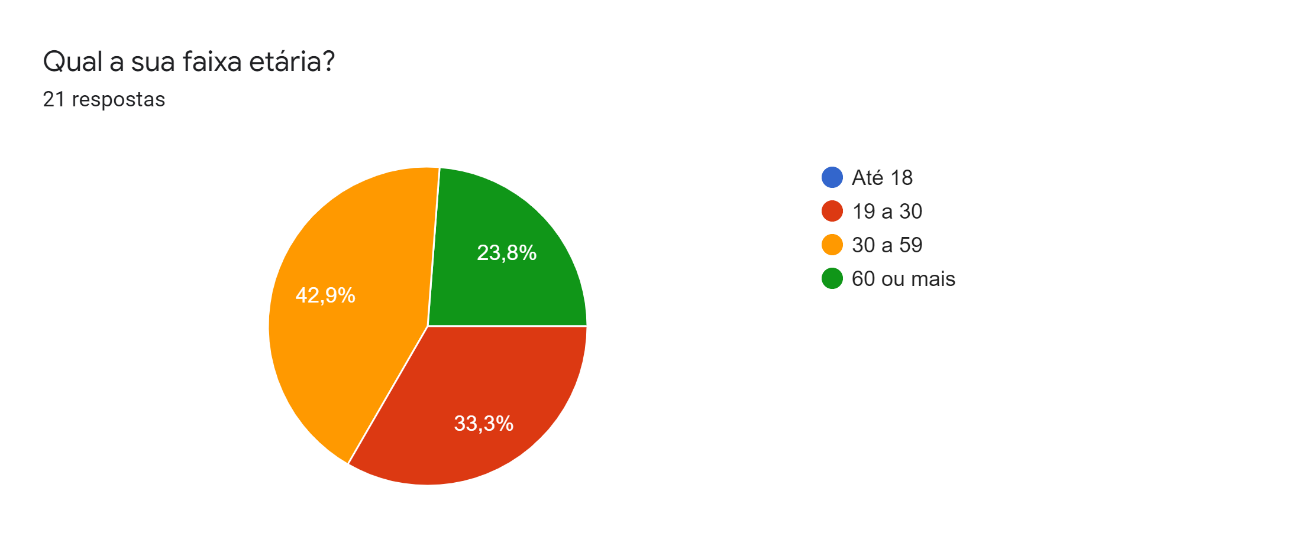 Qual a sua faixa etária?
21 respostas
Até 18
19 a 30
30 a 59
60 ou mais
23,8%
42,9%
33,3%